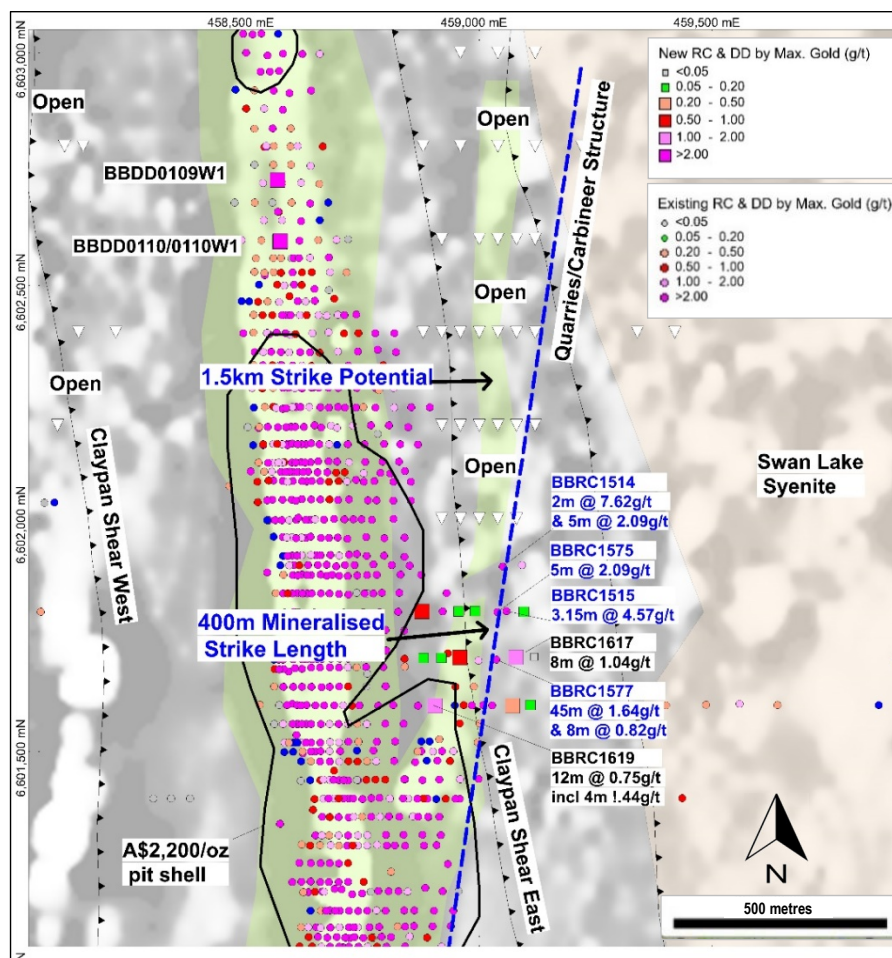 458,500 mE
459,000 mE
459,500 mE
6,603,000 mN
New RC & DD by Max. Gold (g/t)
<0.05
0.05 - 0.20
0.20 - 0.50
0.50 - 1.00
1.00 - 2.00
>2.00
Open
Open
BBDD0109W1
Quarries/Carbineer Structure
Existing RC & DD by Max. Gold (g/t)
<0.05
0.05 - 0.20
0.20 - 0.50
0.50 - 1.00
1.00 - 2.00
>2.00
BBDD0110/0110W1
6,602,500 mN
Open
1.5km Strike Potential
Open
Claypan Shear West
Open
Swan Lake
Syenite
BBRC1514
2m @ 7.62g/t
& 5m @ 2.09g/t
6,602,000 mN
BBRC1575
5m @ 2.09g/t
BBRC1515
3.15m @ 4.57g/t
400m Mineralised
Strike Length
BBRC1617
8m @ 1.04g/t
BBRC1577
45m @ 1.64g/t
& 8m @ 0.82g/t
6,601,500 mN
BBRC1619
12m @ 0.75g/t
incl 4m !.44g/t
Claypan Shear East
A$2,200/oz
pit shell
N
500 metres
N